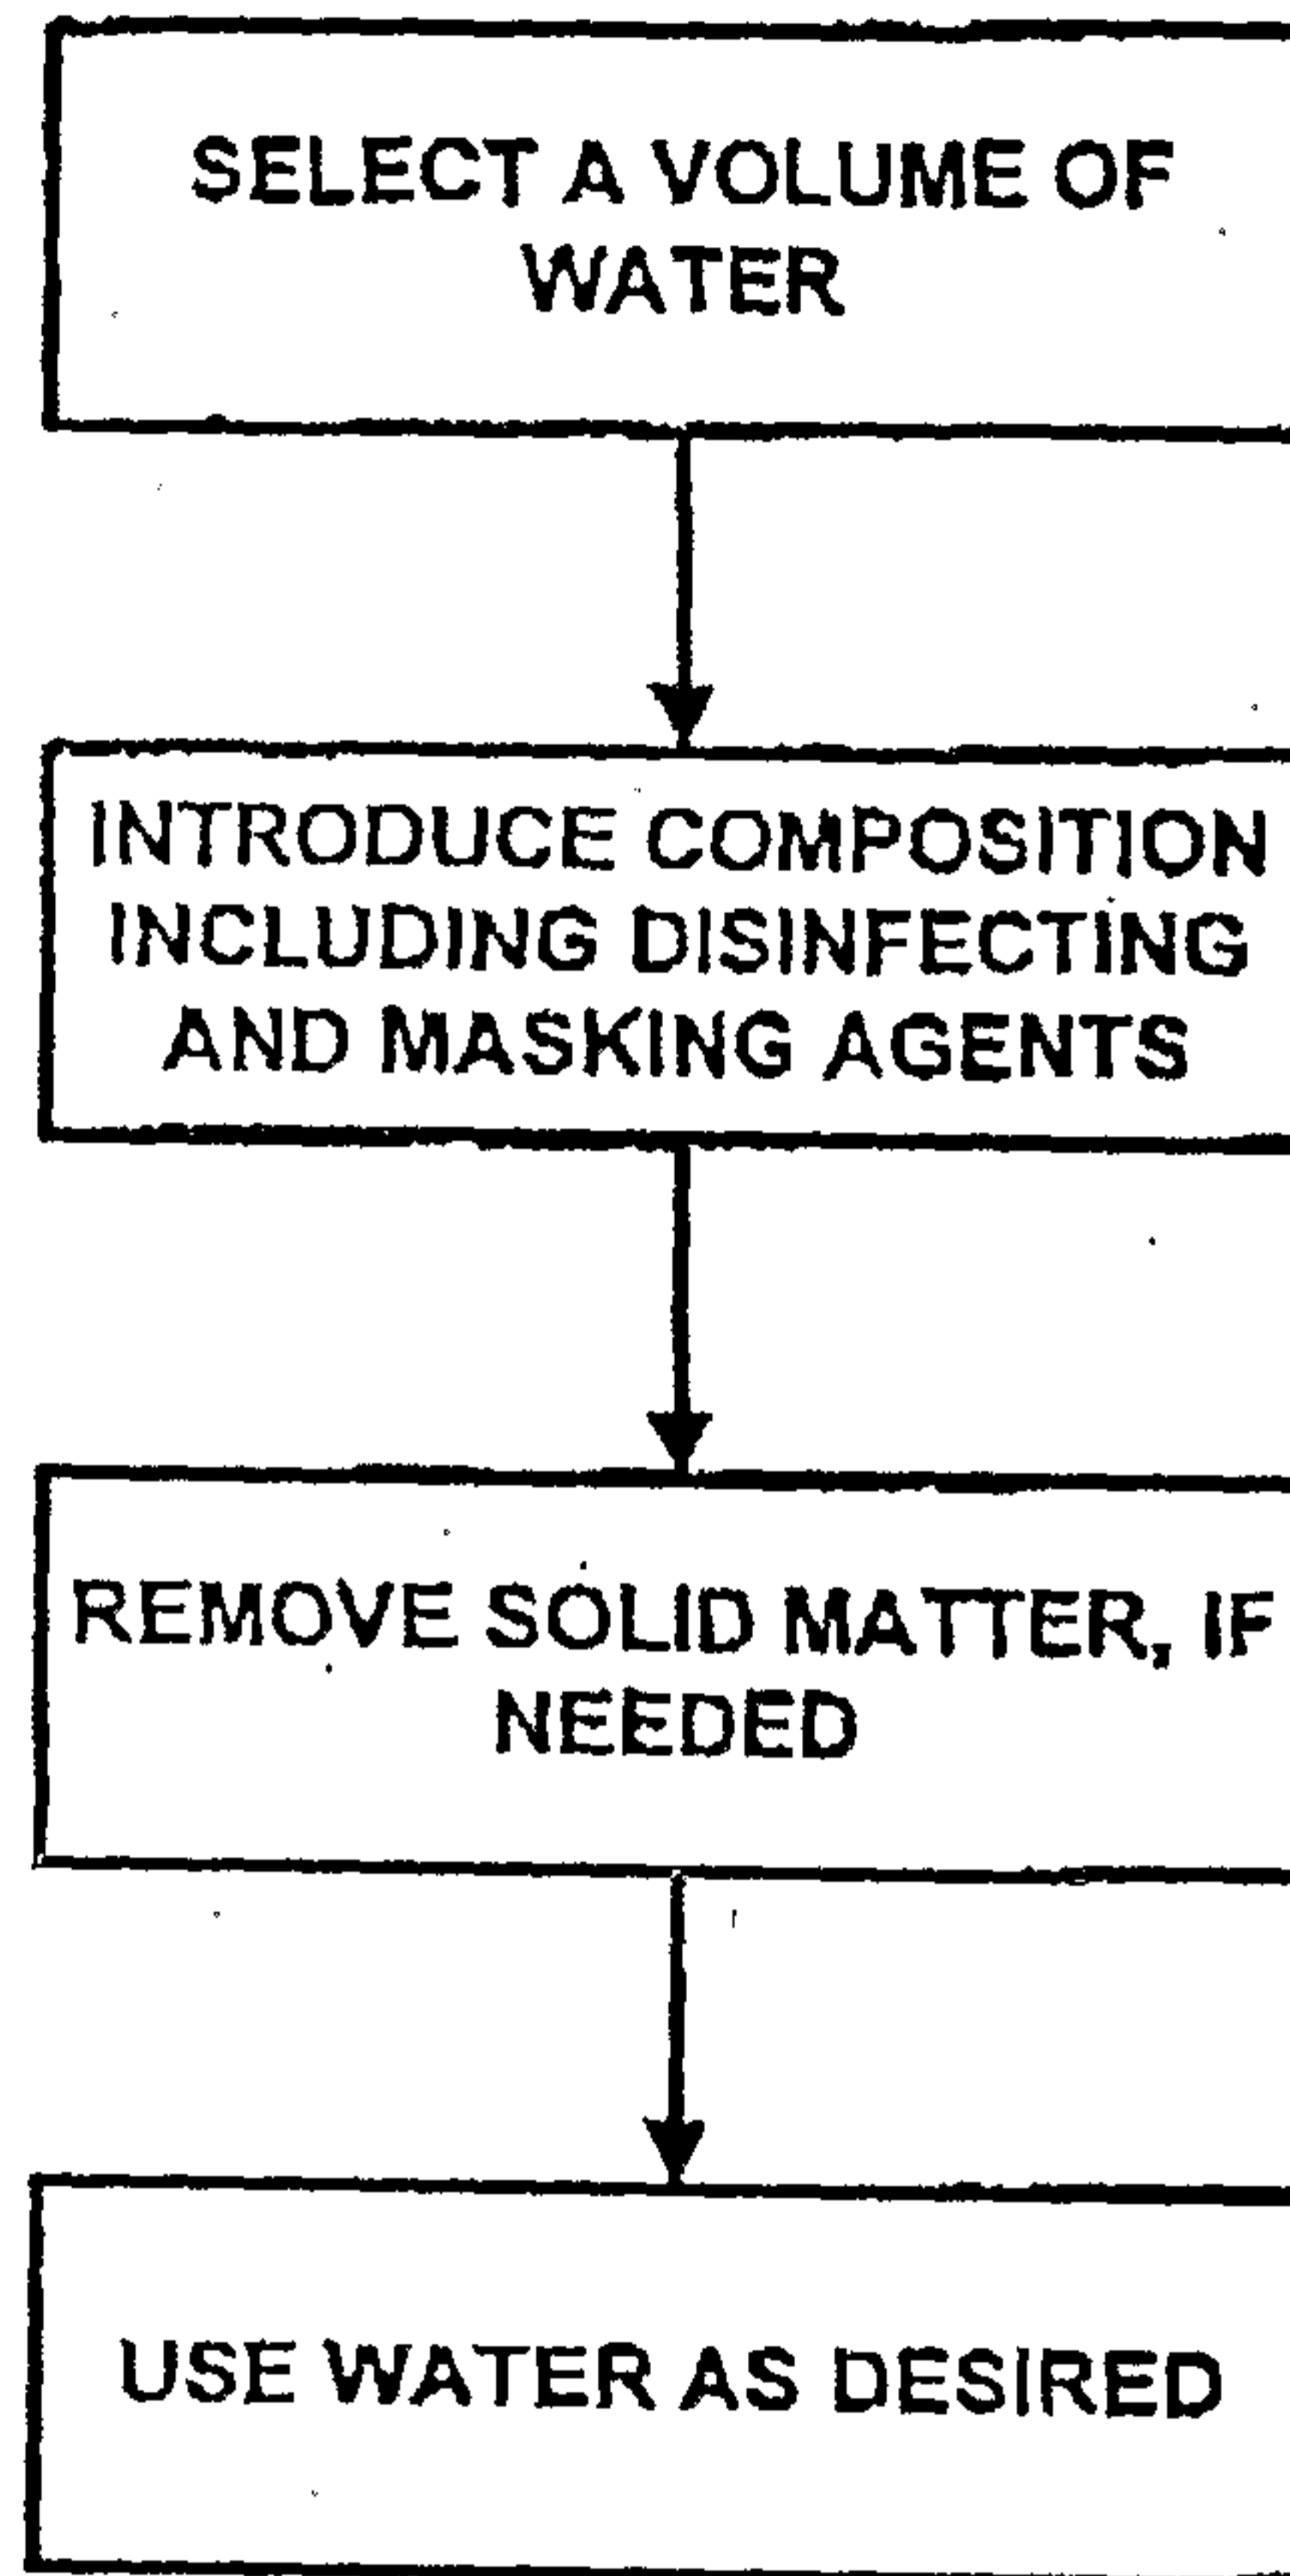 SELECT A VOLUME OF
WATER
INTRODUCE COMPOSITION
INCLUDING DISINFECTING
AND MASKING AGENTS
REMOVE SOLID MATTER, IF
NEEDED
USE WATER AS DESIRED